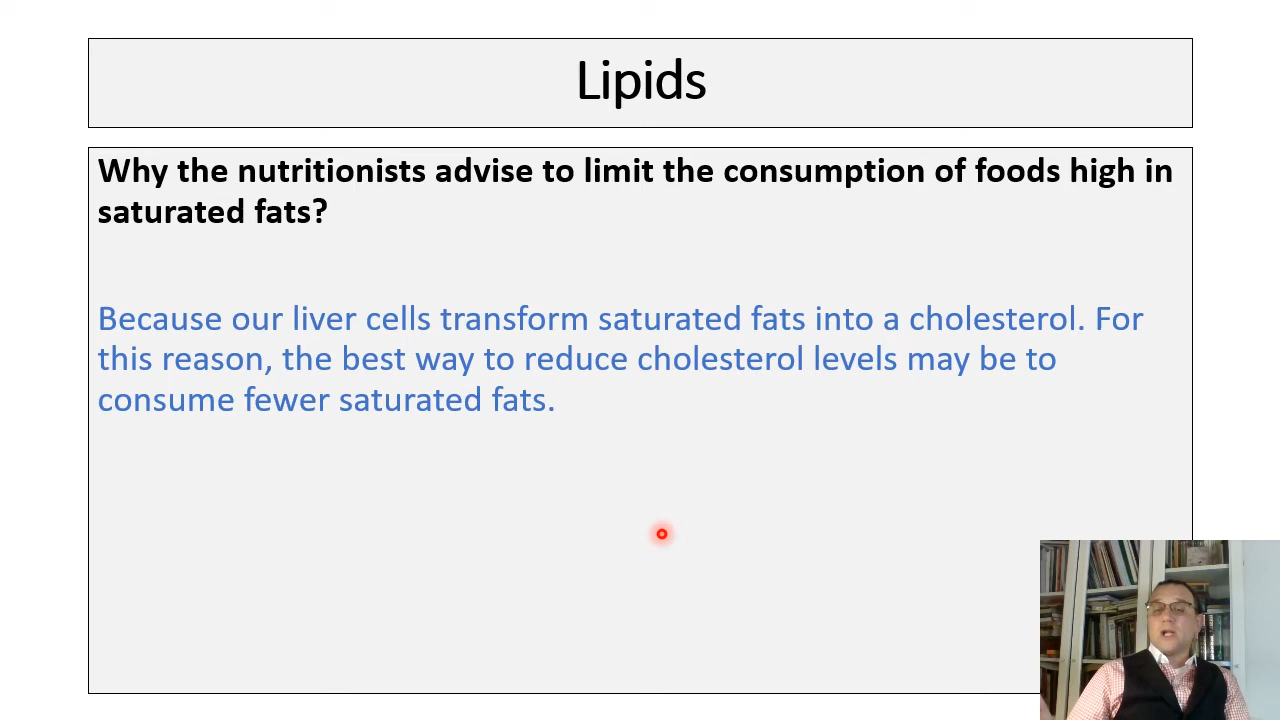 Lipids
Why the nutritionists advise to limit the consumption of foods high in
saturated fats?
Because our liver cells transform saturated fats into a cholesterol. For
this reason, the best way to reduce cholesterol levels may be to
consume fewer saturated fats.